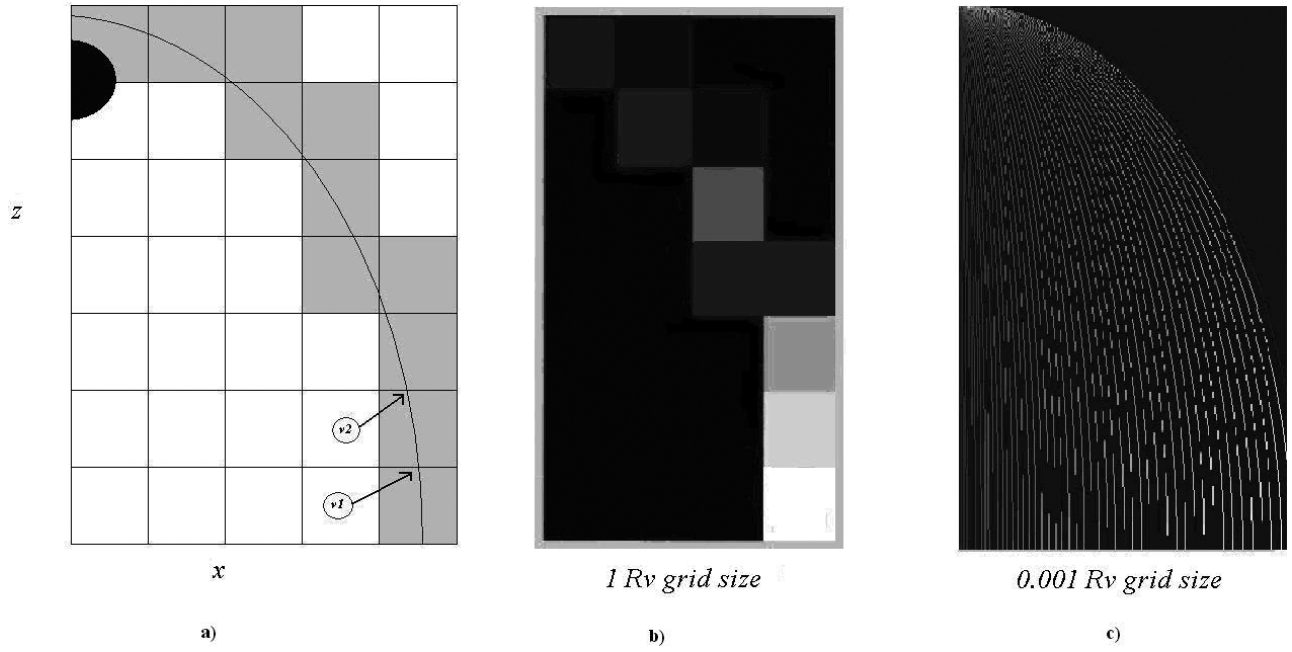 z
v2
v1
x
1 Rv grid size
0.001 Rv grid size
a)
b)
c)